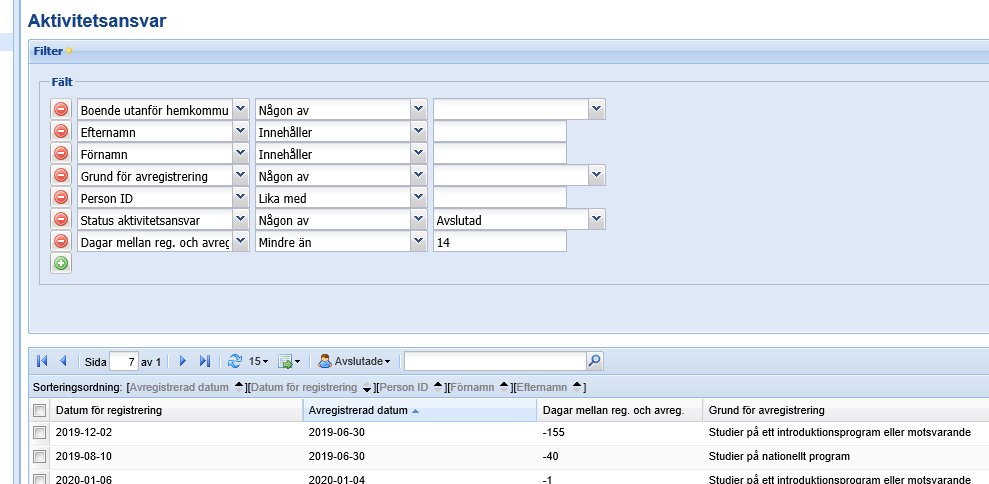 Aktivitetsansvar
Filter
Fält
Boende utanför hemkommu Någon av
Efternamn Innehåller
Förnamn Innehåller
Grund för avregistrering Någon av
Person ID Lika med
Status aktivitetsansvar Någon av Avslutad
Dagar mellan reg. och avreg Mindre än 14
Sida 7 av 1 15 Avslutade
Sorteringsordning: [Avregistrerad datum ][Datum för registrering ][Person ID ][Förnamn ][Efternamn ]
Datum för registrering Avregistrerad datum Dagar mellan reg. och avreg. Grund för avregistrering
2019-12-02 2019-06-30 -155 Studier på ett introduktionsprogram eller motsvarande
2019-08-10 2019-06-30 -40 Studier på nationellt program
2020-01-06 2020-01-04 -1 Studier på ett introduktionsprogram eller motsvarande